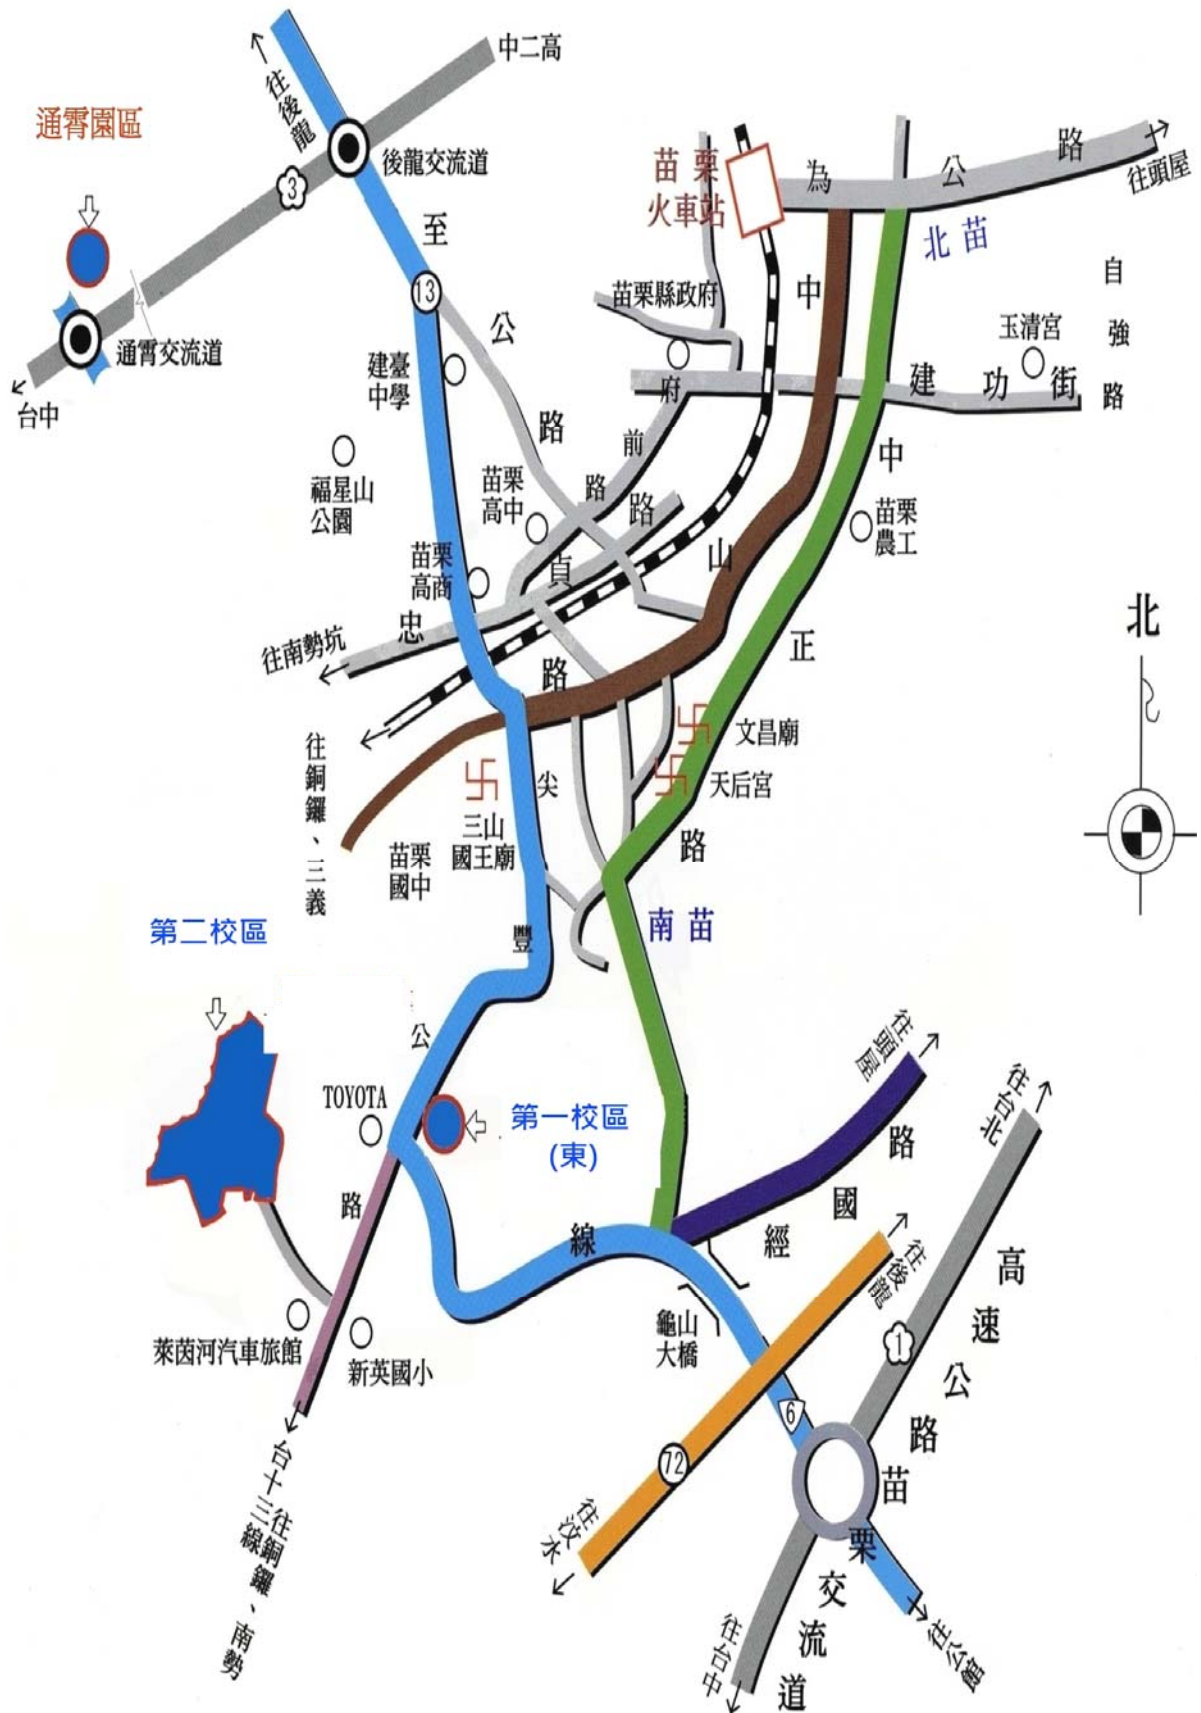 中二高
往後龍
通霄園區
後龍交流道
3
苗栗
火車站
為公路
往頭屋
北苗
至公路
13
中山路
苗栗縣政府
自強路
玉清宮
通霄交流道
台中
建臺
中學
府前路
建功街
中正路
福星山
公園
苗栗
高中
苗栗
農工
苗栗
高商
忠貞路
往南勢坑
北
文昌廟
天后宮
往銅鑼、三義
三山
國王廟
苗栗
國中
尖豐公路
南苗
第二校區
TOYOTA
第一校區
(東)
往頭屋
往台北
經國路
線
往後龍
高速公路
1
龜山
大橋
萊茵河汽車旅館
新英國小
6
72
苗栗交流道
往汶水
台十三線
往銅鑼、南勢
往台中
往公館